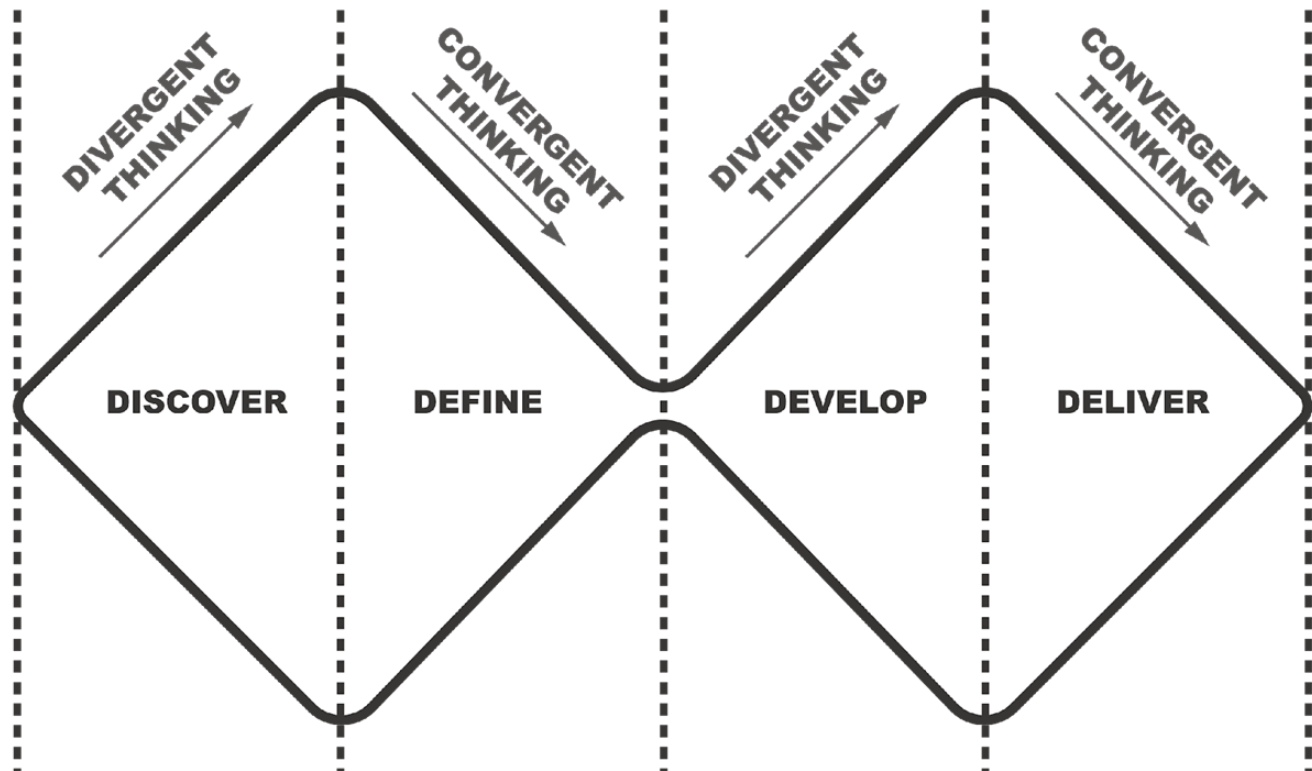 DIVERGENT
THINKING
CONVERGENT
THINKING
DIVERGENT
THINKING
CONVERGENT
THINKING
DISCOVER
DEFINE
DEVELOP
DELIVER